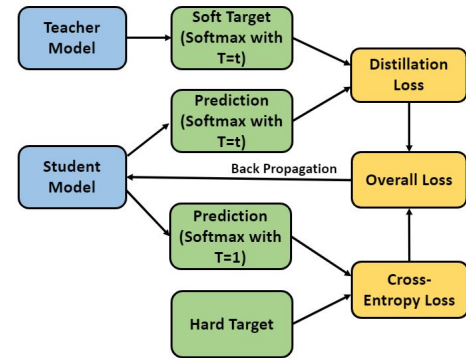 Teacher
Model
Soft Target
(Softmax with
T=t)
Distillation
Loss
Prediction
(Softmax with
T=t)
Student
Model
Back Propagation
Overall Loss
Prediction
(Softmax with
T=1)
Cross-
Entropy Loss
Hard Target